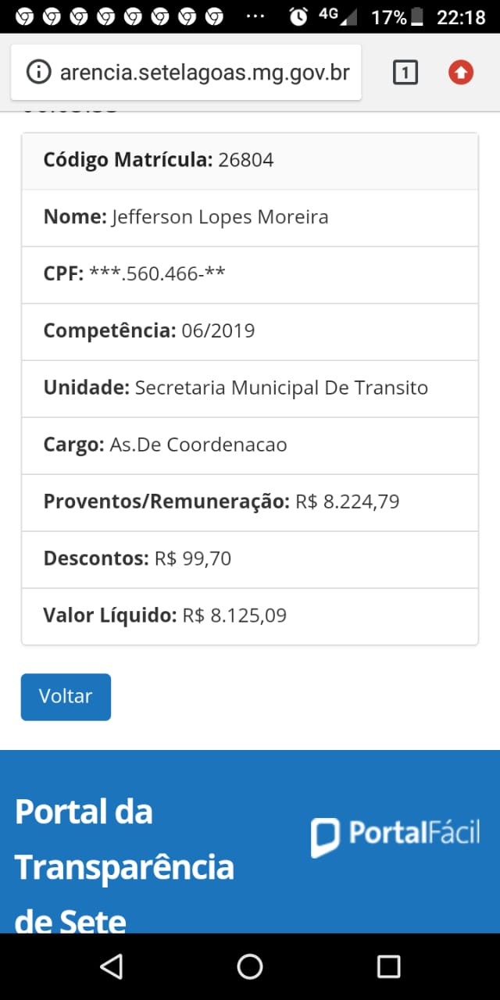 4G 17% 22:18
arencia.setelagoas.mg.gov.br 1
Código Matrícula: 26804
Nome: Jefferson Lopes Moreira
CPF: ***.560.466-**
Competência: 06/2019
Unidade: Secretaria Municipal De Transito
Cargo: As.De Coordenacao
Proventos/Remuneração: R$ 8.224,79
Descontos: R$ 99,70
Valor Líquido: R$ 8.125,09
Voltar
Portal da
Transparência
de Sete
PortalFácil